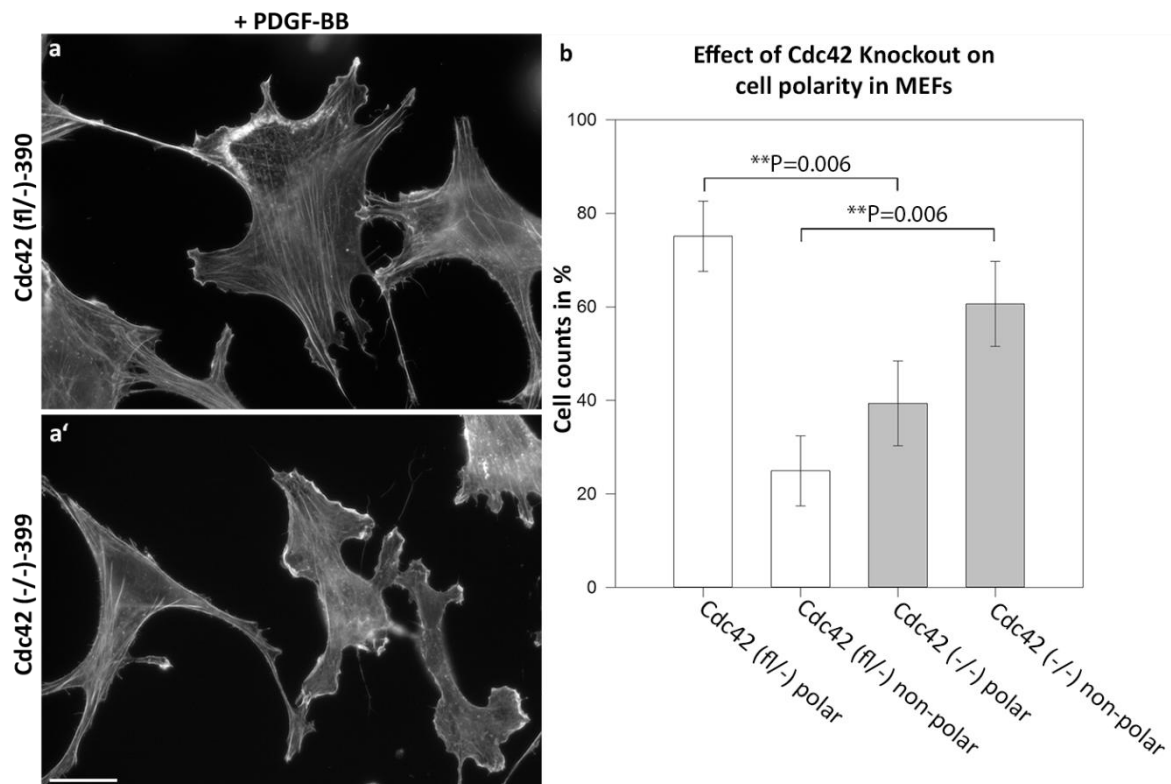 + PDGF-BB
a
Cdc42 (fl/-)-390
a‘
Cdc42 (-/-)-399
b
Effect of Cdc42 Knockout on
cell polarity in MEFs
Cell counts in %
100
80
60
40
20
0
**P=0.006
**P=0.006
Cdc42 (fl/-) polar
Cdc42 (fl/-) non-polar
Cdc42 (-/-) polar
Cdc42 (-/-) non-polar